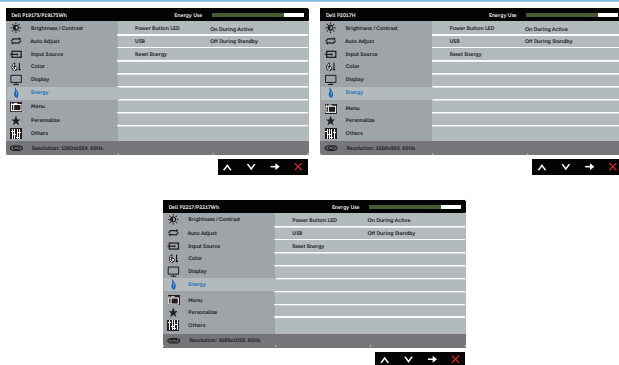 Dell P1917S/P1917SWh Energy Use
Brightness / Contrast Power Button LED On During Active
Auto Adjust USB Off During Standby
Input Source Reset Energy
Color
Display
Energy
Menu
Personalize
Others
Resolution: 1280x1024, 60Hz
Dell P2017H Energy Use
Brightness / Contrast Power Button LED On During Active
Auto Adjust USB Off During Standby
Input Source Reset Energy
Color
Display
Energy
Menu
Personalize
Others
Resolution: 1600x900, 60Hz
Dell P2217/P2217Wh Energy Use
Brightness / Contrast Power Button LED On During Active
Auto Adjust USB Off During Standby
Input Source Reset Energy
Color
Display
Energy
Menu
Personalize
Others
Resolution: 1680x1050, 60Hz